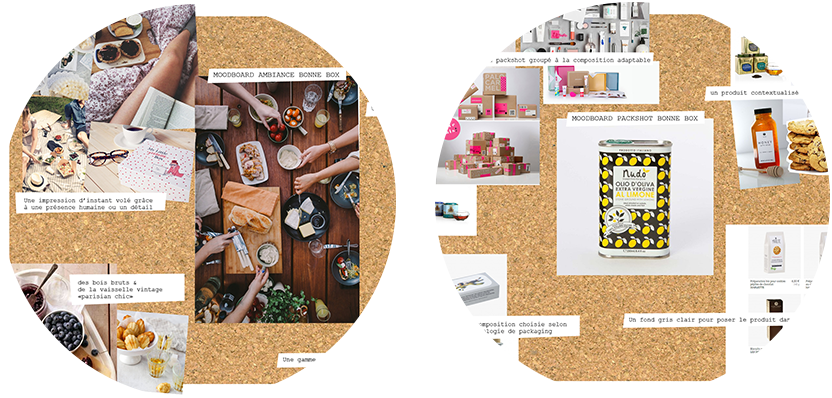 MOODBOARD AMBIANCE BONNE BOX
Une impression d'instant volé grâce
à une présence humaine ou un détail
des bois bruts &
de la vaisselle vintage
«parisian chic»
Une gamme
packshot groupé à la composition adaptable
un produit contextualisé
MOODBOARD PACKSHOT BONNE BOX
nudo
OLIO D'OLIVA
EXTRA VERGINE
AL LIMONE
HONEY
Un fond gris clair pour poser le produit da
omposition choisie selon
ologie de packaging